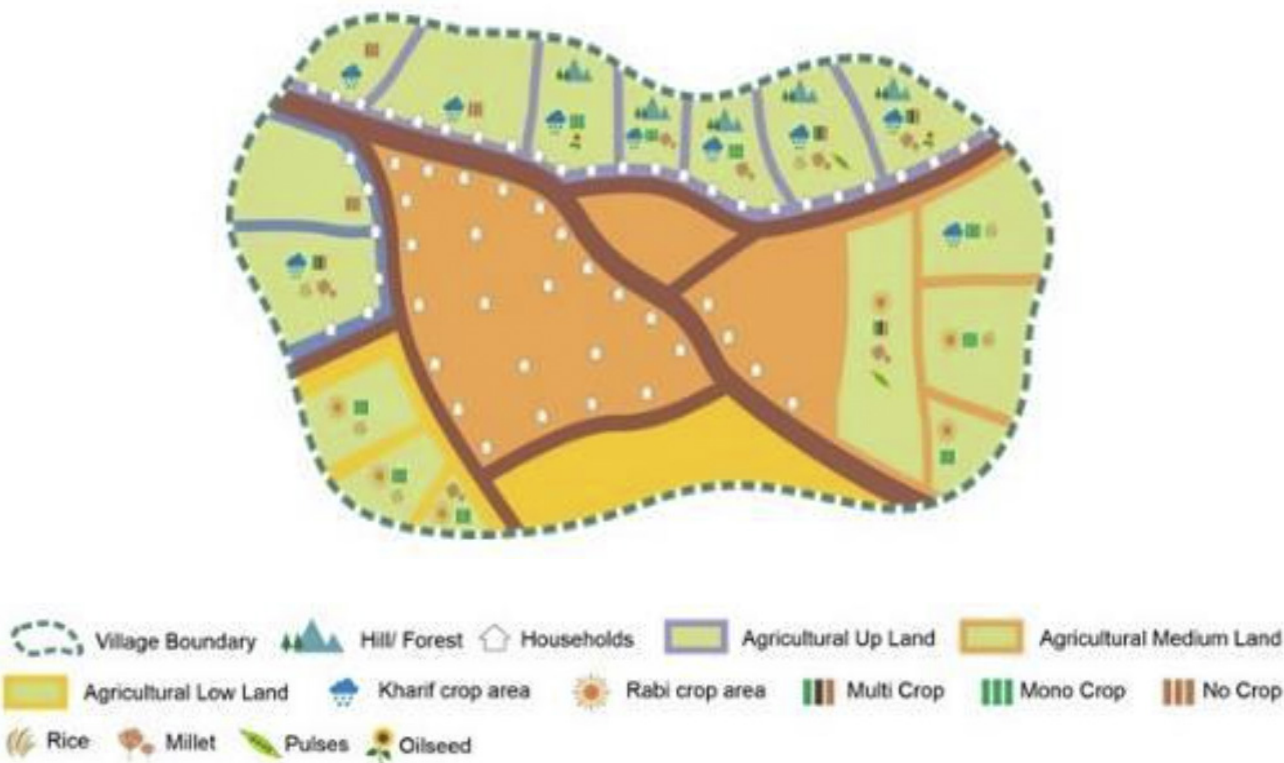 Village Boundary Hill/ Forest Households Agricultural Up Land Agricultural Medium Land
Agricultural Low Land Kharif crop area Rabi crop area Multi Crop Mono Crop No Crop
Rice Millet Pulses Oilseed